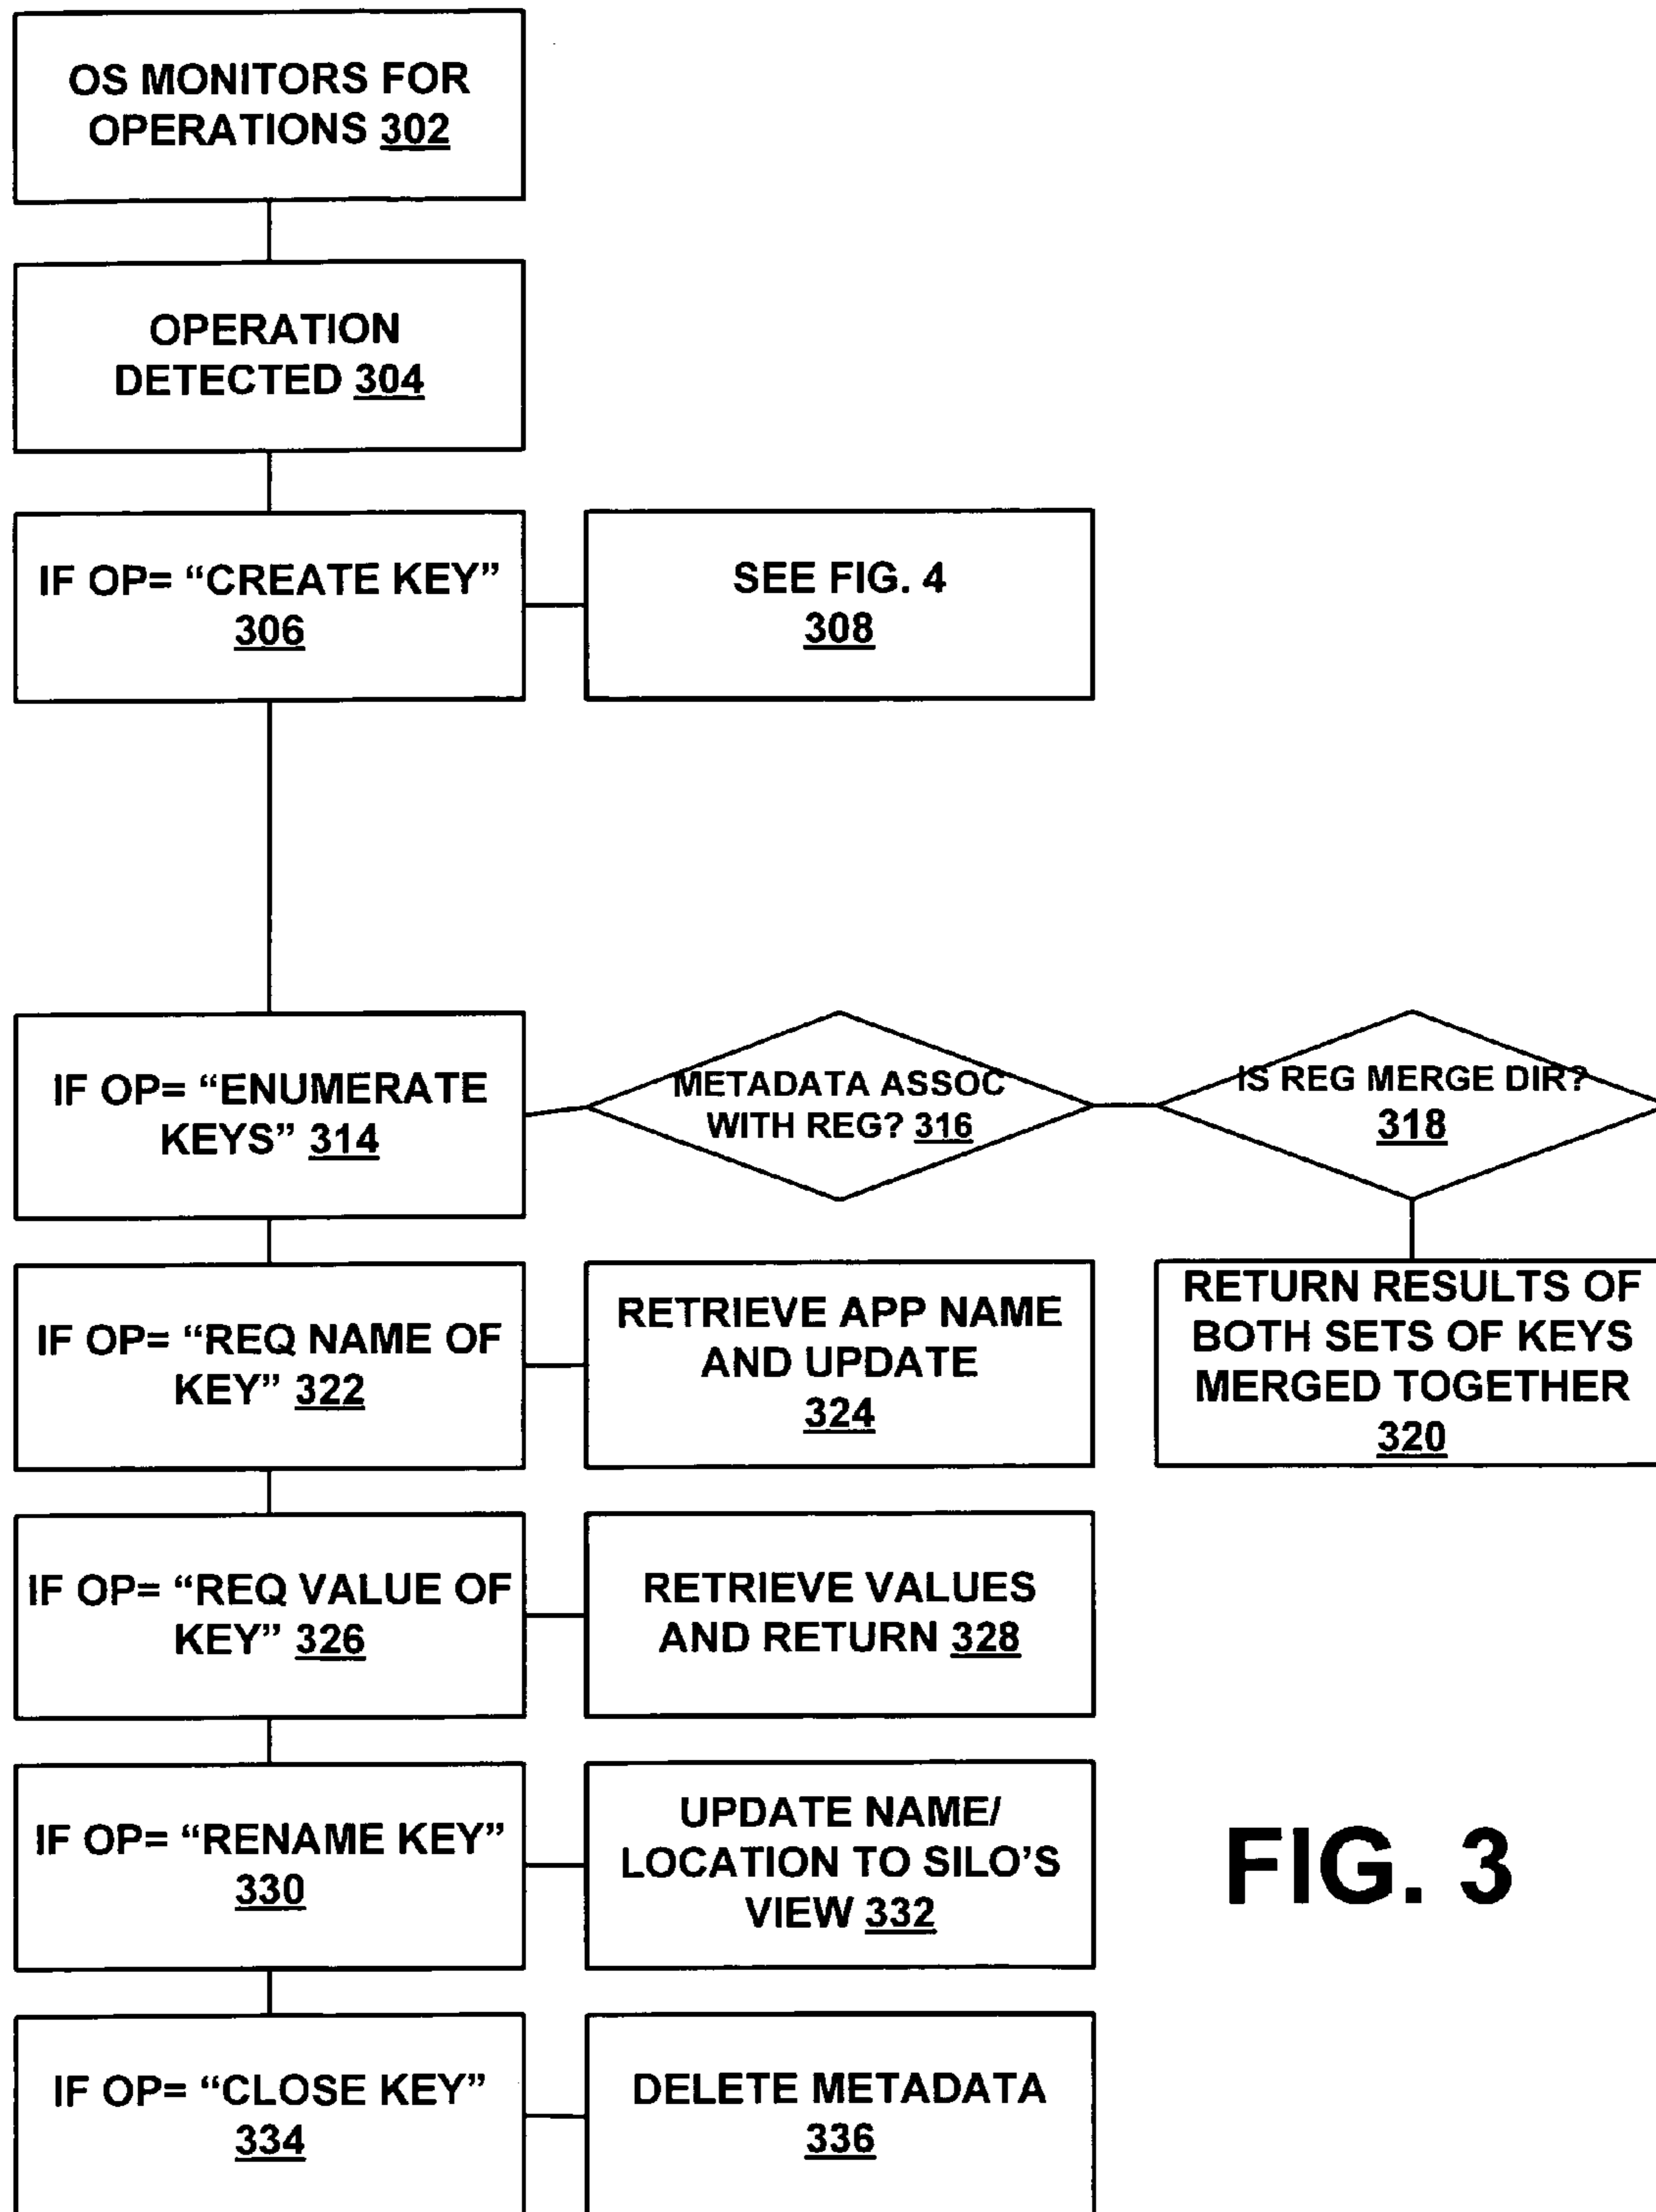 OS MONITORS FOR
OPERATIONS 302
OPERATION
DETECTED 304
IF OP= “CREATE KEY”
306
SEE FIG. 4
308
IF OP= “ENUMERATE
KEYS” 314
METADATA ASSOC
WITH REG? 316
IS REG MERGE DIR?
318
IF OP= “REQ NAME OF
KEY” 322
RETRIEVE APP NAME
AND UPDATE
324
RETURN RESULTS OF
BOTH SETS OF KEYS
MERGED TOGETHER
320
IF OP= “REQ VALUE OF
KEY” 326
RETRIEVE VALUES
AND RETURN 328
IF OP= “RENAME KEY”
330
UPDATE NAME/
LOCATION TO SILO’S
VIEW 332
FIG. 3
IF OP= “CLOSE KEY”
334
DELETE METADATA
336